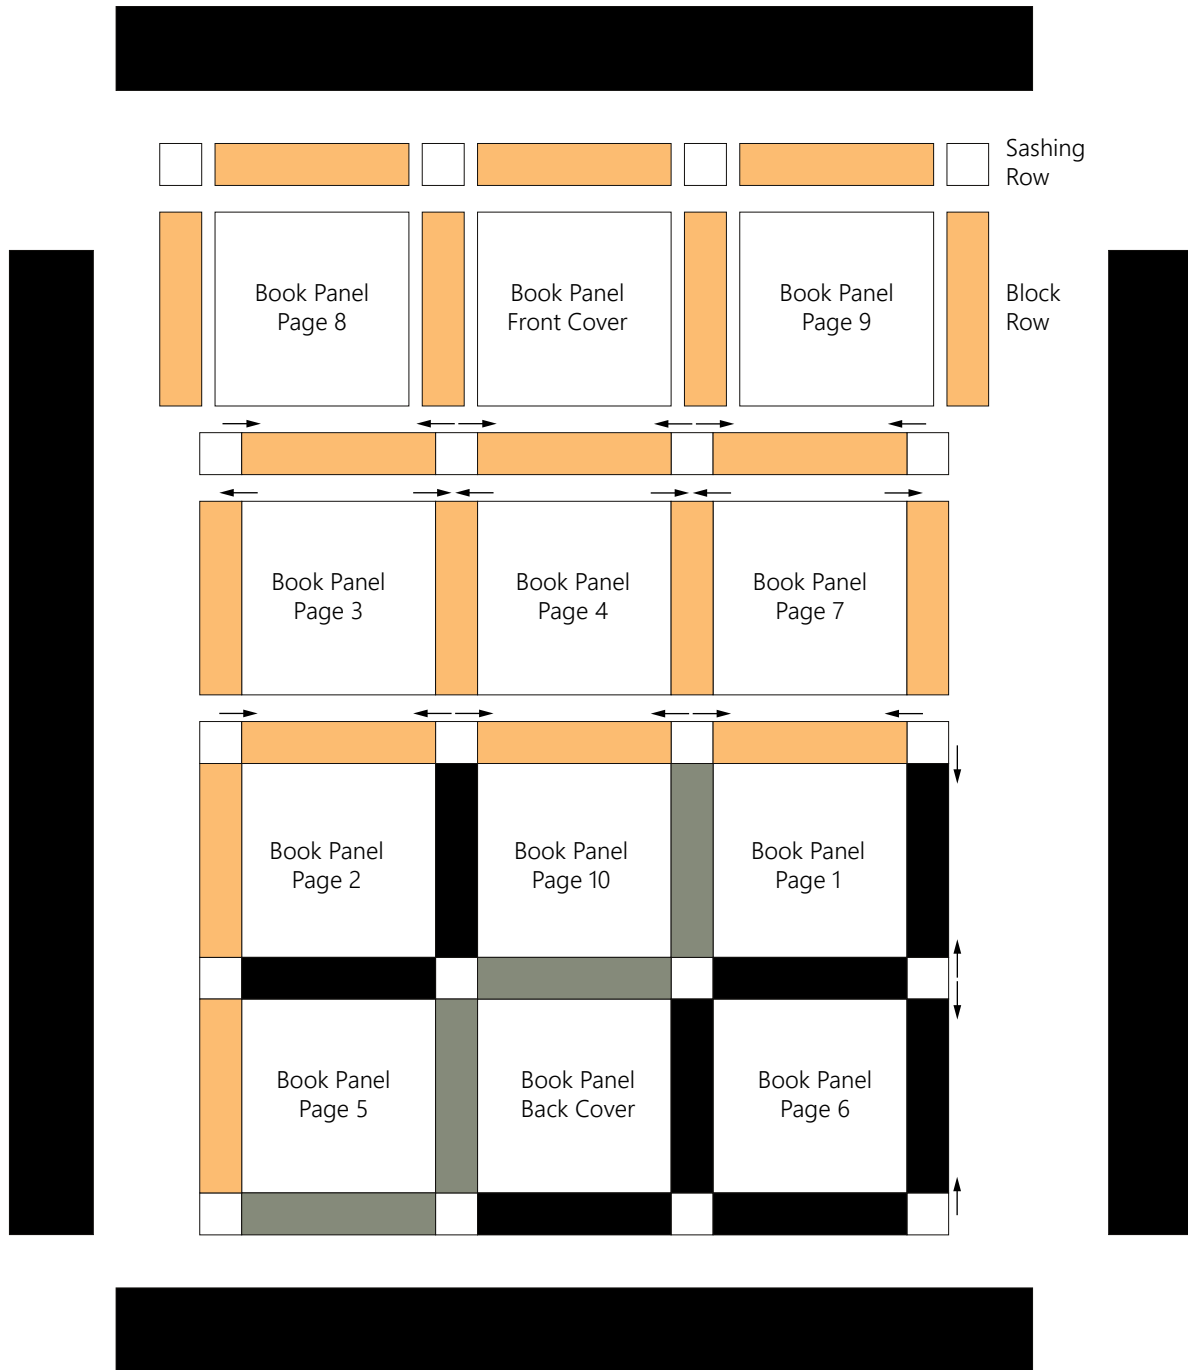 Sashing
Row
Book Panel
Page 8
Book Panel
Front Cover
Book Panel
Page 9
Block
Row
Book Panel
Page 3
Book Panel
Page 4
Book Panel
Page 7
Book Panel
Page 2
Book Panel
Page 10
Book Panel
Page 1
Book Panel
Page 5
Book Panel
Back Cover
Book Panel
Page 6